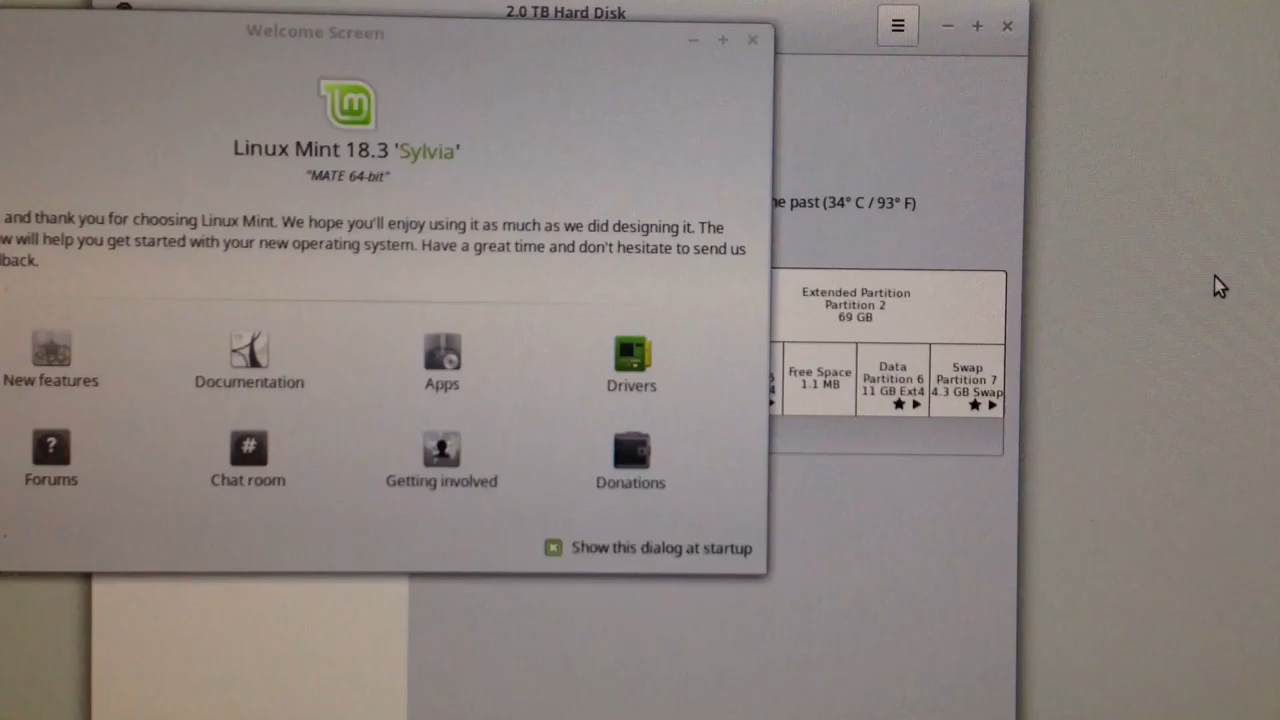 2.0 TB Hard Disk
Welcome Screen
Linux Mint 18.3 'Sylvia'
"MATE 64-bit"
and thank you for choosing Linux Mint. We hope you'll enjoy using it as much as we did designing it. The
w will help you get started with your new operating system. Have a great time and don't hesitate to send us
lback.
New features
Documentation
Apps
Drivers
Forums
Chat room
Getting involved
Donations
Show this dialog at startup
he past (34° C / 93° F)
Extended Partition
Partition 2
69 GB
Free Space
1.1 MB
Data
Partition 6
11 GB Ext4
Swap
Partition 7
4.3 GB Swap